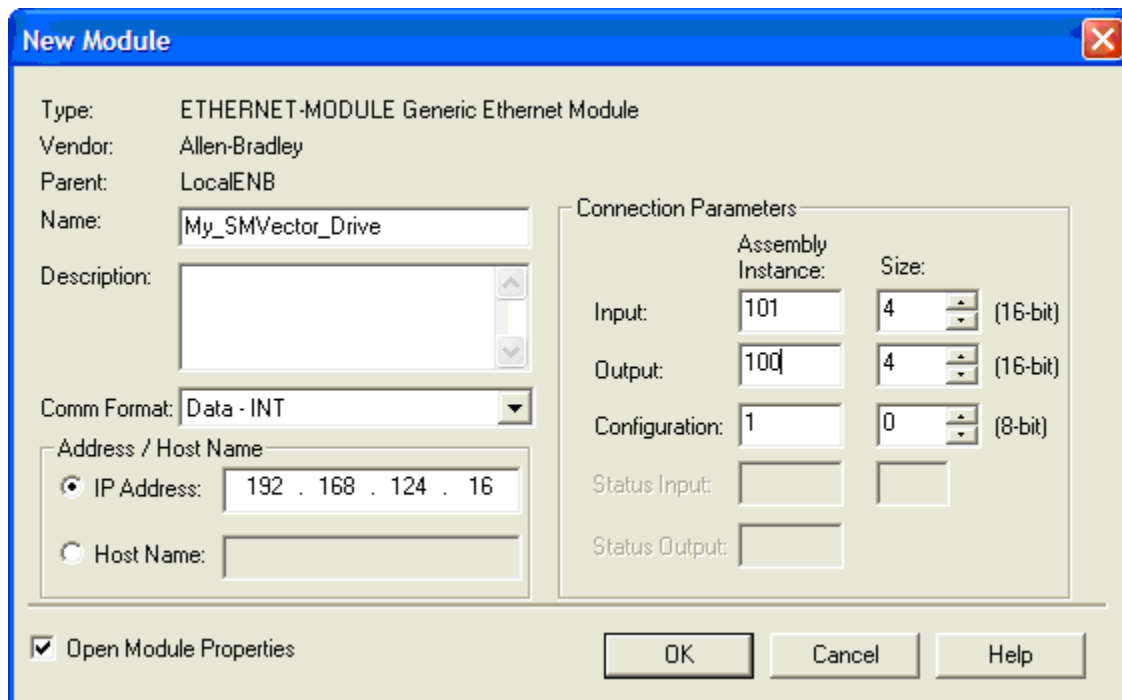 New Module
Type: ETHERNET-MODULE Generic Ethernet Module
Vendor: Allen-Bradley
Parent: LocalENB
Name: My_SMVector_Drive
Description:
Comm Format: Data - INT
Address / Host Name
IP Address: 192 . 168 . 124 . 16
Host Name:
Connection Parameters
Assembly
Instance: Size:
Input: 101 4 (16-bit)
Output: 100 4 (16-bit)
Configuration: 1 0 (8-bit)
Status Input:
Status Output:
Open Module Properties
OK Cancel Help